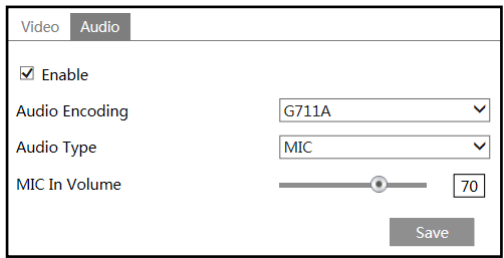 Video Audio
Enable
Audio Encoding G711A
Audio Type MIC
MIC In Volume 70
Save